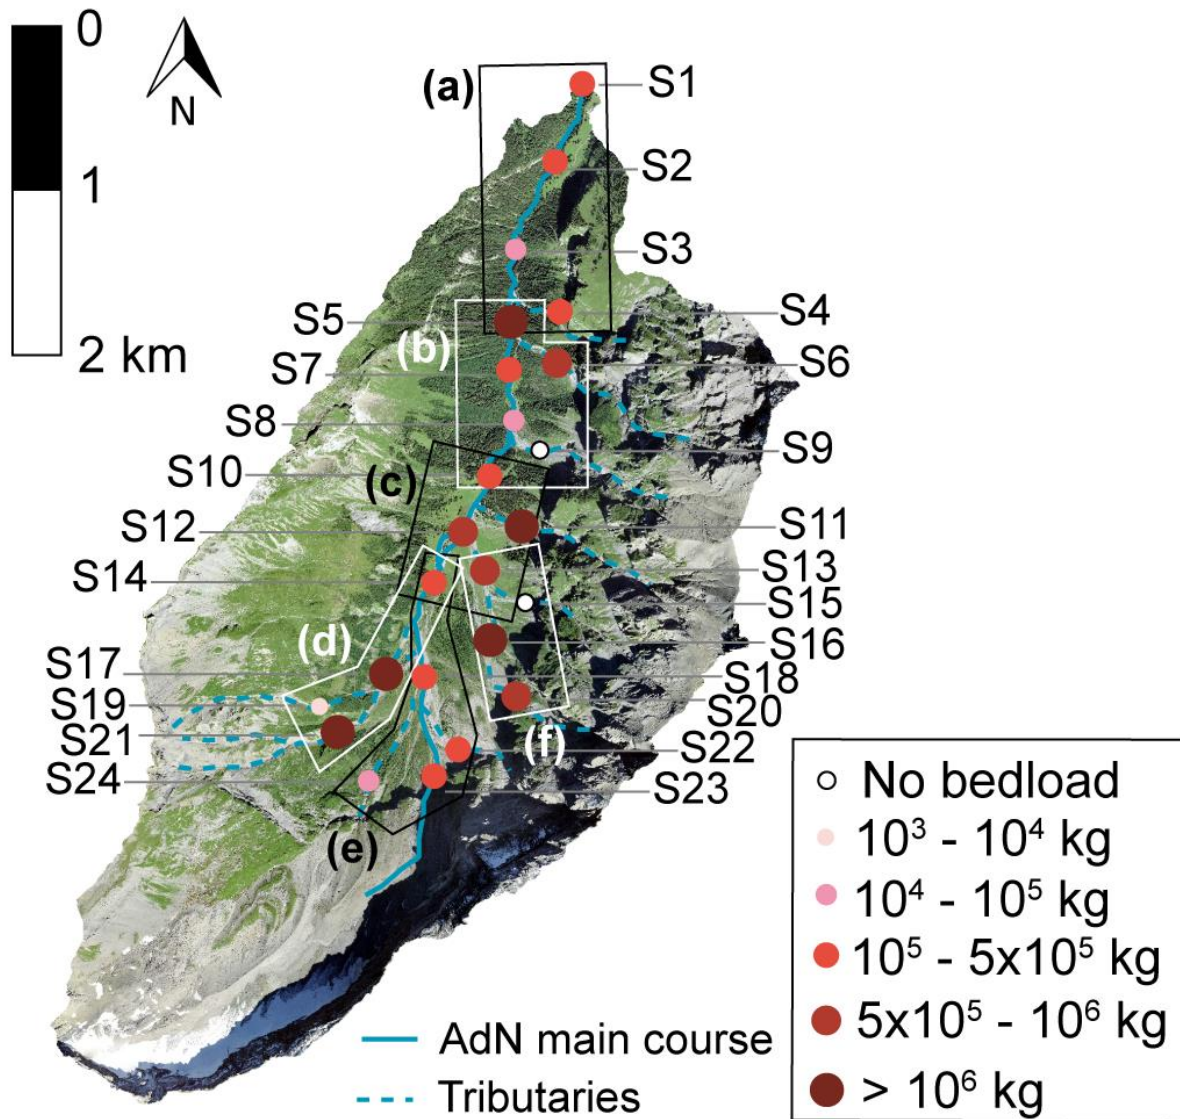 0
1
2 km
N
(a)
S1
S2
S3
S5
S4
(b)
S7
S6
S8
S9
S10
(c)
S12
S11
S14
S13
S15
(d)
S16
S17
S18
S19
S20
S21
(f)
S22
S24
S23
(e)
No bedload
10³ - 10⁴ kg
10⁴ - 10⁵ kg
10⁵ - 5x10⁵ kg
5x10⁵ - 10⁶ kg
> 10⁶ kg
AdN main course
Tributaries